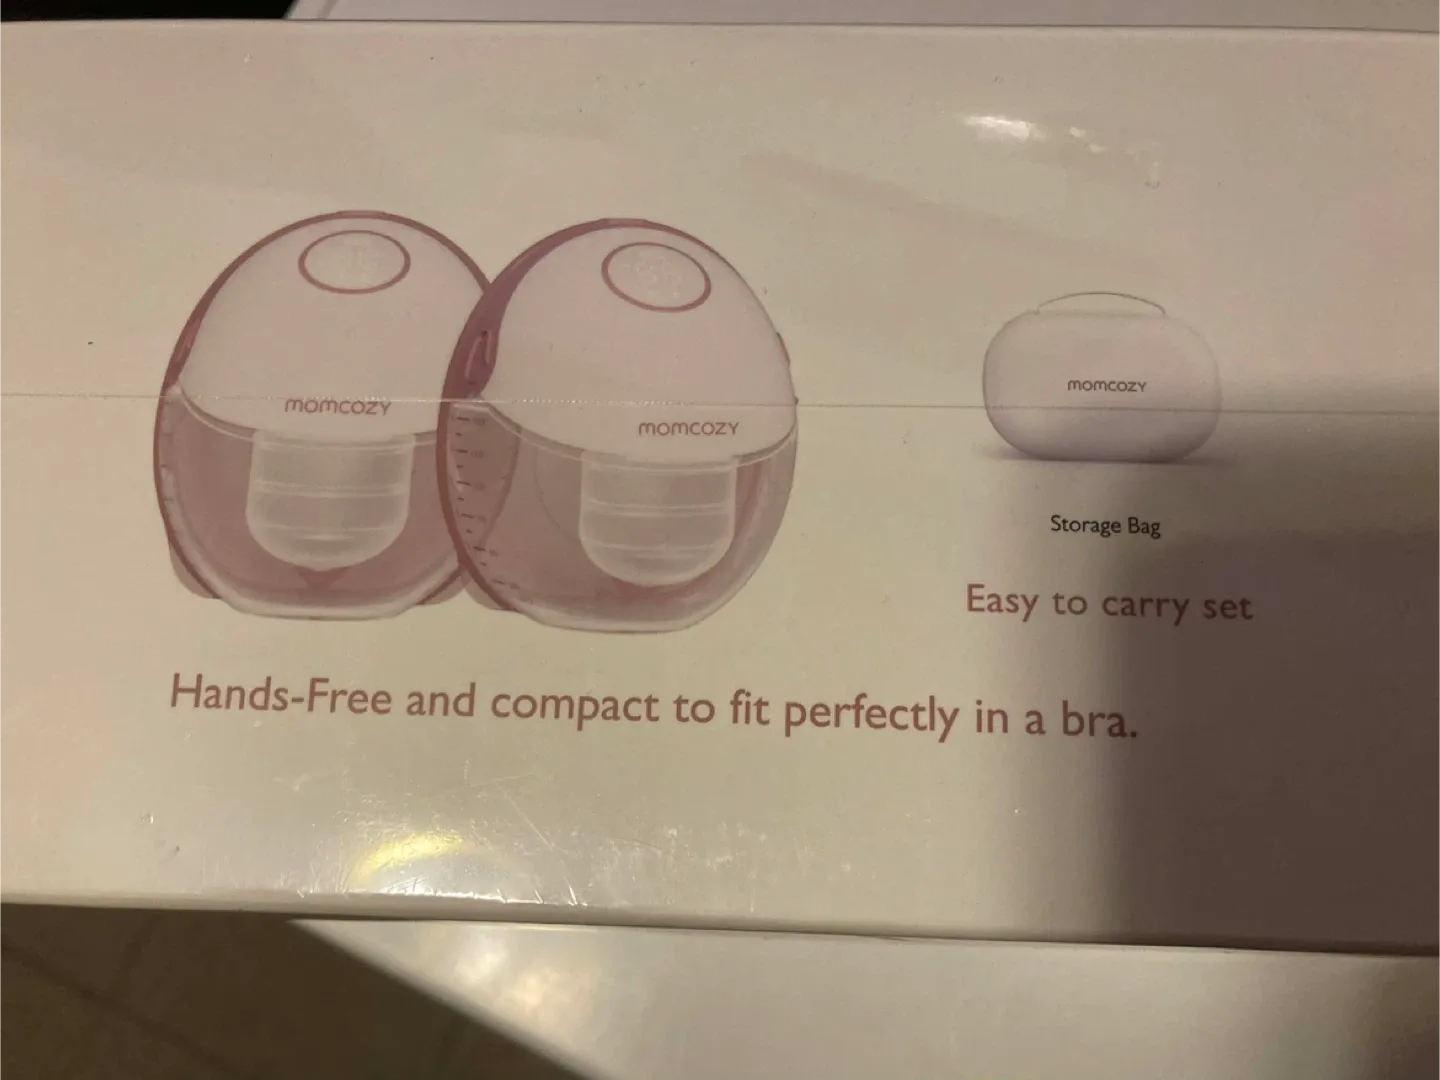 momcozy
momcozy
momcozy
Storage Bag
Easy to carry set
Hands-Free and compact to fit perfectly in a bra.